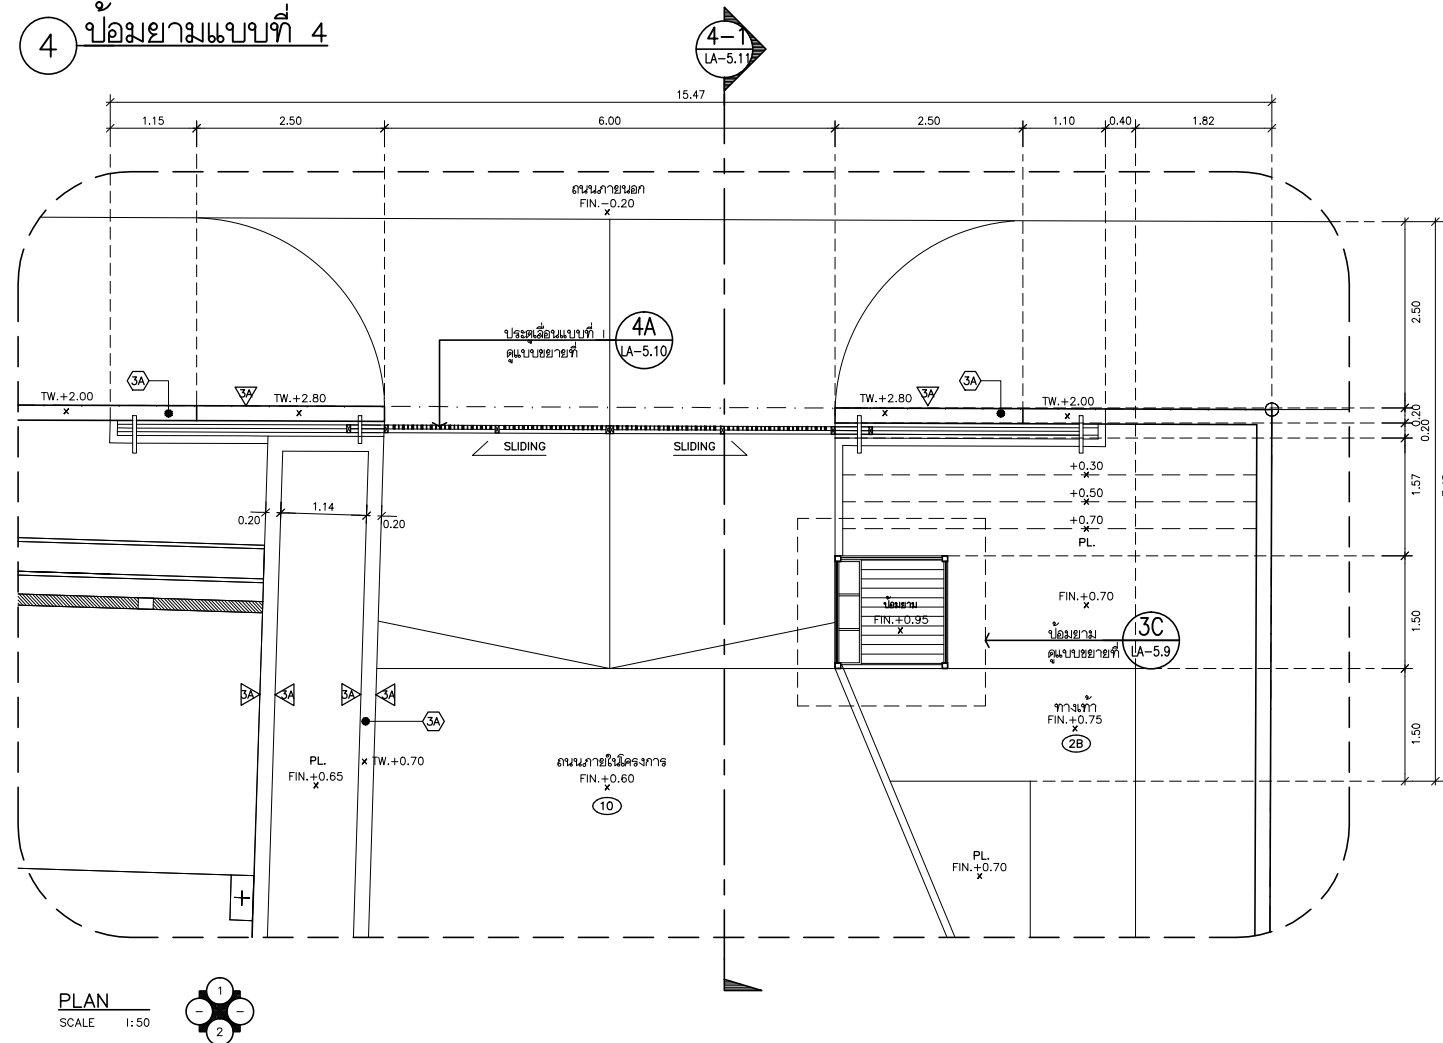 4
ป้อมยามแบบที่ 4
4-1
LA-5.11
15.47
1.15
2.50
6.00
2.50
1.10
0.40
1.82
ถนนภายนอก
FIN.-0.20
2.50
ประตูเลื่อนแบบที่ 1
ดูแบบขยายที่
4A
LA-5.10
3A
3A
3A
3A
TW.+2.00
TW.+2.80
TW.+2.80
TW.+2.00
0.20
0.20
SLIDING
SLIDING
+0.30
+0.50
+0.70
PL.
1.57
0.20
1.14
0.20
ป้อมยาม
FIN.+0.95
FIN.+0.70
1.50
ป้อมยาม
ดูแบบขยายที่
3C
LA-5.9
3A
3A
3A
3A
3A
ทางเท้า
FIN.+0.75
2B
1.50
PL.
FIN.+0.65
TW.+0.70
ถนนภายในโครงการ
FIN.+0.60
10
PL.
FIN.+0.70
PLAN
SCALE 1:50
1
-
-
2